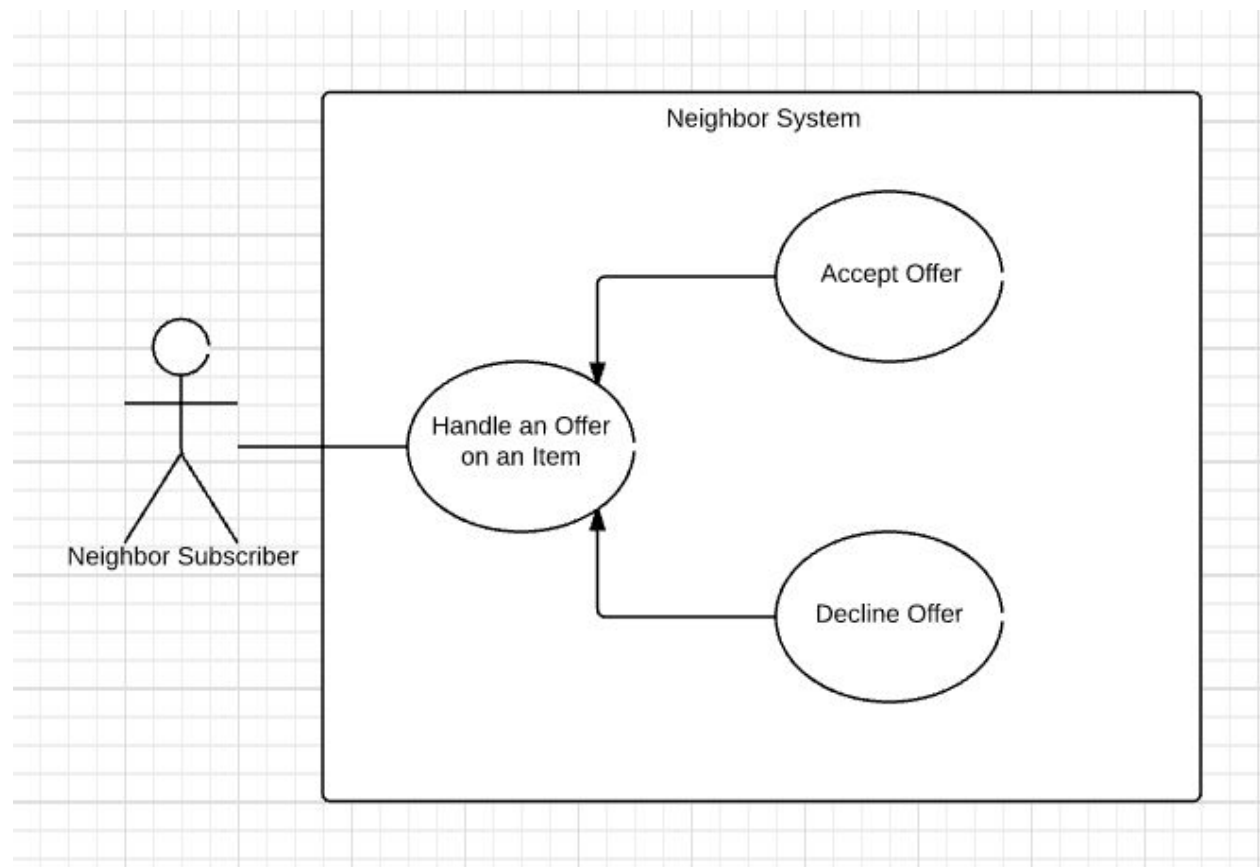 Neighbor System
Accept Offer
Handle an Offer
on an Item
Neighbor Subscriber
Decline Offer